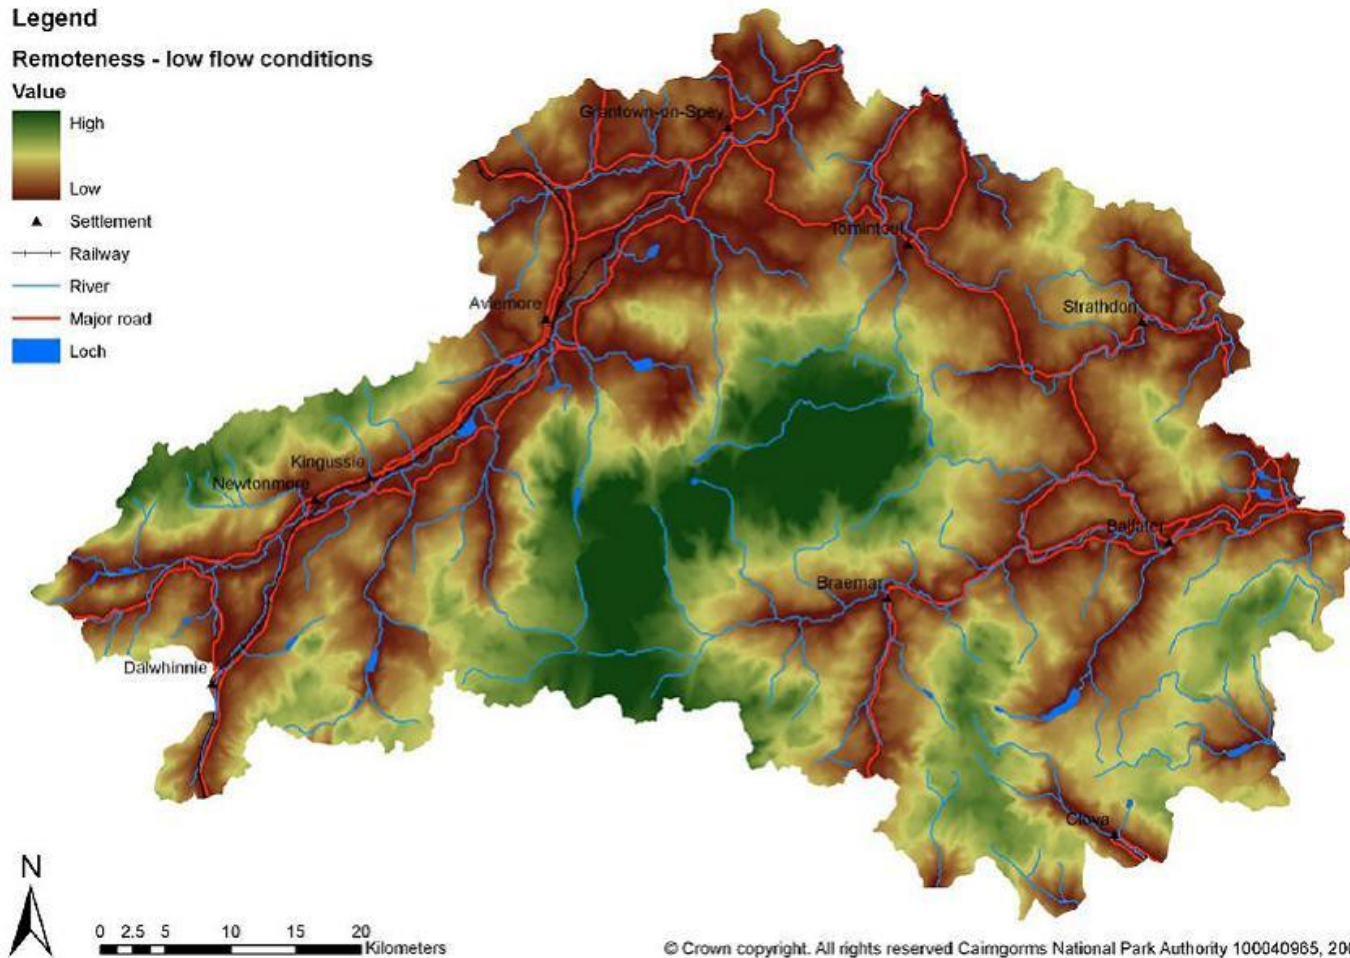 Legend
Remoteness - low flow conditions
Value
High
Low
Settlement
Railway
River
Major road
Loch
Grantown-on-Spey
Tomintoul
Aviemore
Strathdon
Kingussie
Newtonmore
Ballater
Braemar
Dalwhinnie
Clova
N
0 2.5 5 10 15 20
Kilometers
© Crown copyright. All rights reserved Cairngorms National Park Authority 100040965, 200